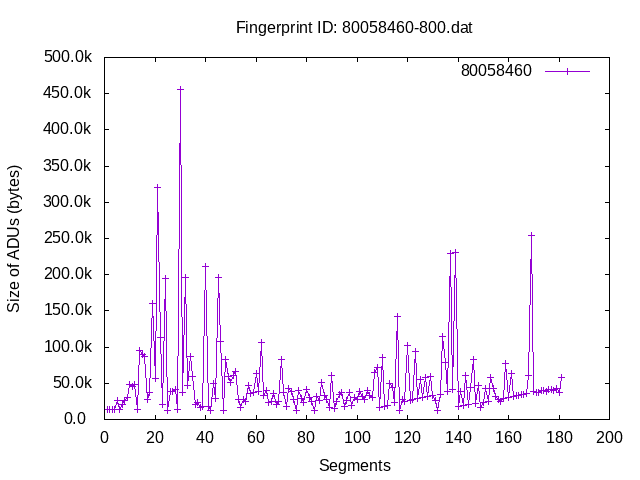 Fingerprint ID: 80058460-800.dat
80058460
Size of ADUs (bytes)
500.0k
450.0k
400.0k
350.0k
300.0k
250.0k
200.0k
150.0k
100.0k
50.0k
0.0
0 20 40 60 80 100 120 140 160 180 200
Segments